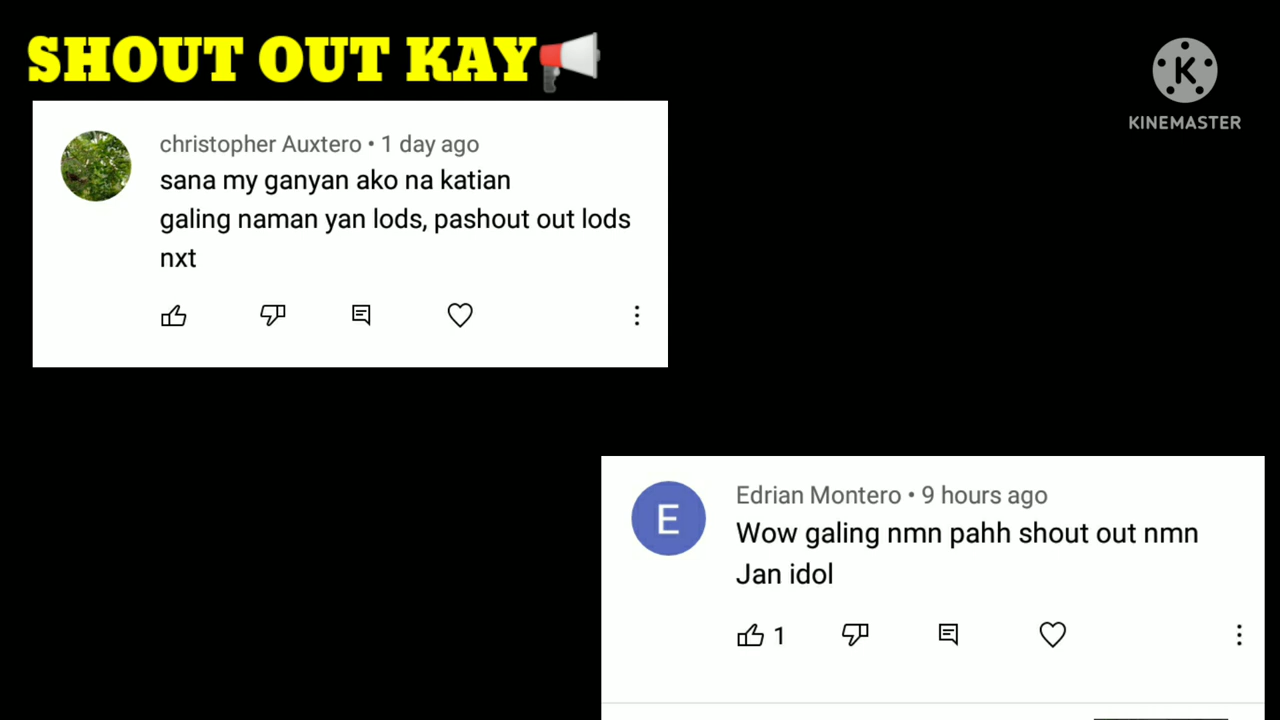 SHOUT OUT KAY
KINEMASTER
christopher Auxtero • 1 day ago
sana my ganyan ako na katian
galing naman yan lods, pashout out lods
nxt
E
Edrian Montero • 9 hours ago
Wow galing nmn pahh shout out nmn
Jan idol
1